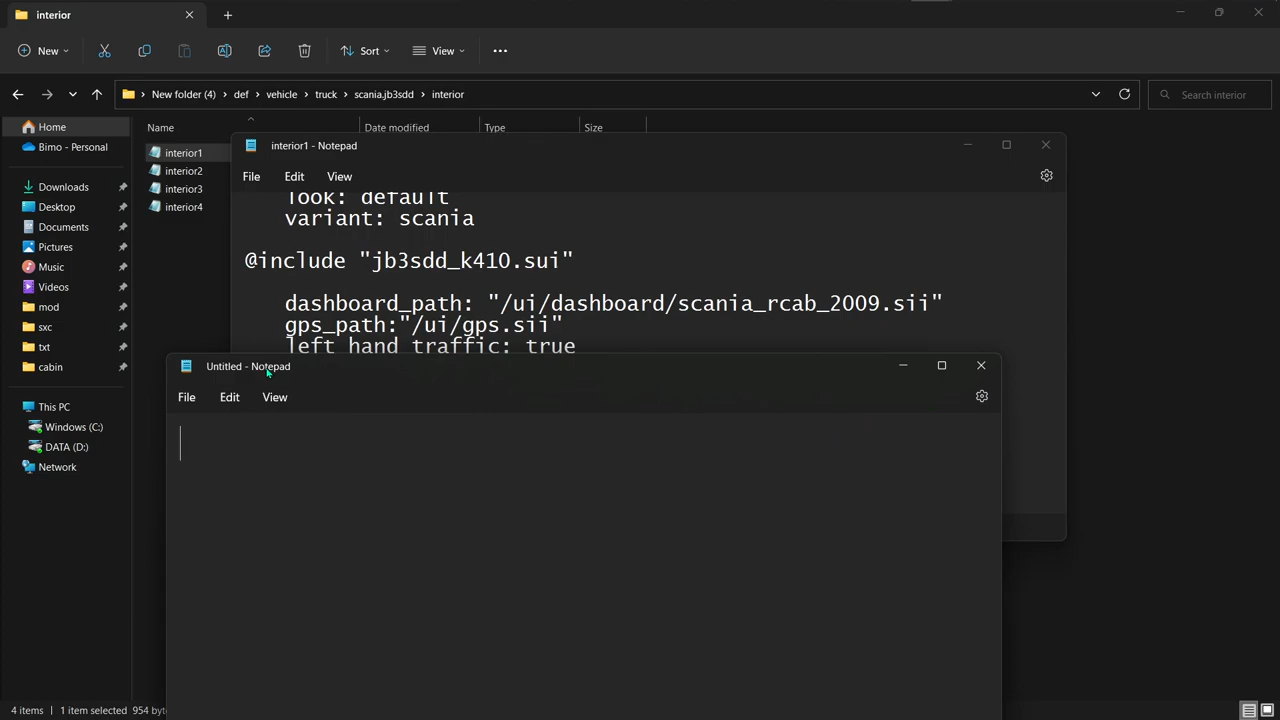 interior
New
Sort
View
New folder (4) > def > vehicle > truck > scania.jb3sdd > interior
Search interior
Home
Bimo - Personal
Downloads
Desktop
Documents
Pictures
Music
Videos
mod
sxc
txt
cabin
This PC
Windows (C:)
DATA (D:)
Network
Name
Date modified
Type
Size
interior1
interior2
interior3
interior4
interior1 - Notepad
File
Edit
View
look: default
variant: scania
@include "jb3sdd_k410.sui"
dashboard_path: "/ui/dashboard/scania_rcab_2009.sii"
gps_path:"/ui/gps.sii"
left_hand_traffic: true
Untitled - Notepad
File
Edit
View
4 items
1 item selected 954 byt